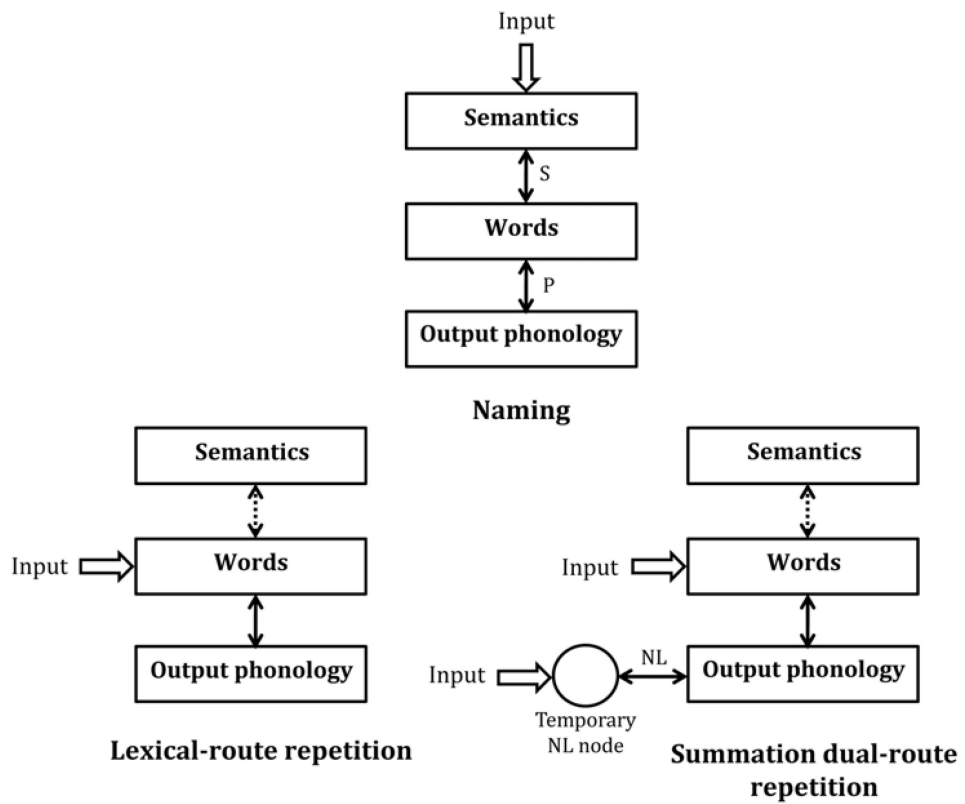 Input
Semantics
S
Words
P
Output phonology
Naming
Semantics
Input
Words
Output phonology
Lexical-route repetition
Semantics
Input
Words
Input
NL
Output phonology
Temporary
NL node
Summation dual-route
repetition